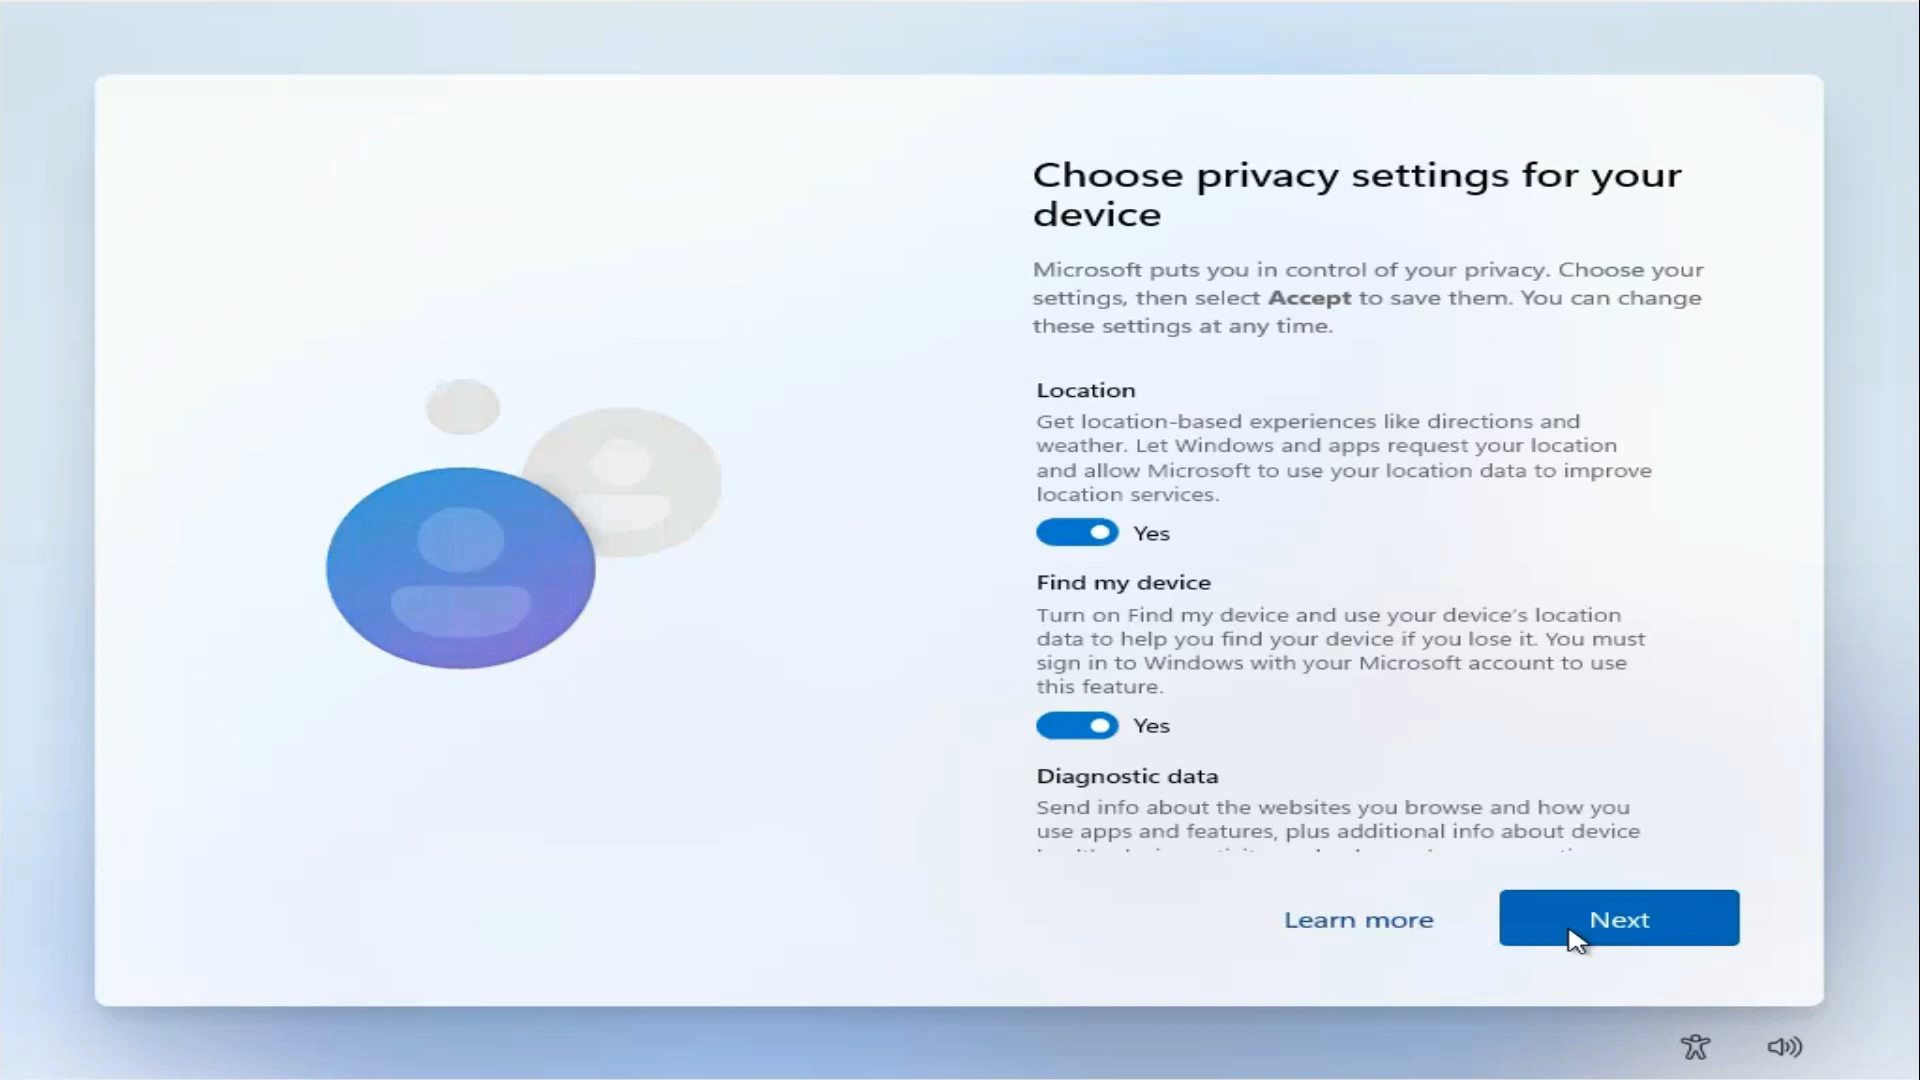 Choose privacy settings for your
device
Microsoft puts you in control of your privacy. Choose your
settings, then select Accept to save them. You can change
these settings at any time.
Location
Get location-based experiences like directions and
weather. Let Windows and apps request your location
and allow Microsoft to use your location data to improve
location services.
Yes
Find my device
Turn on Find my device and use your device's location
data to help you find your device if you lose it. You must
sign in to Windows with your Microsoft account to use
this feature.
Yes
Diagnostic data
Send info about the websites you browse and how you
use apps and features, plus additional info about device
Learn more
Next